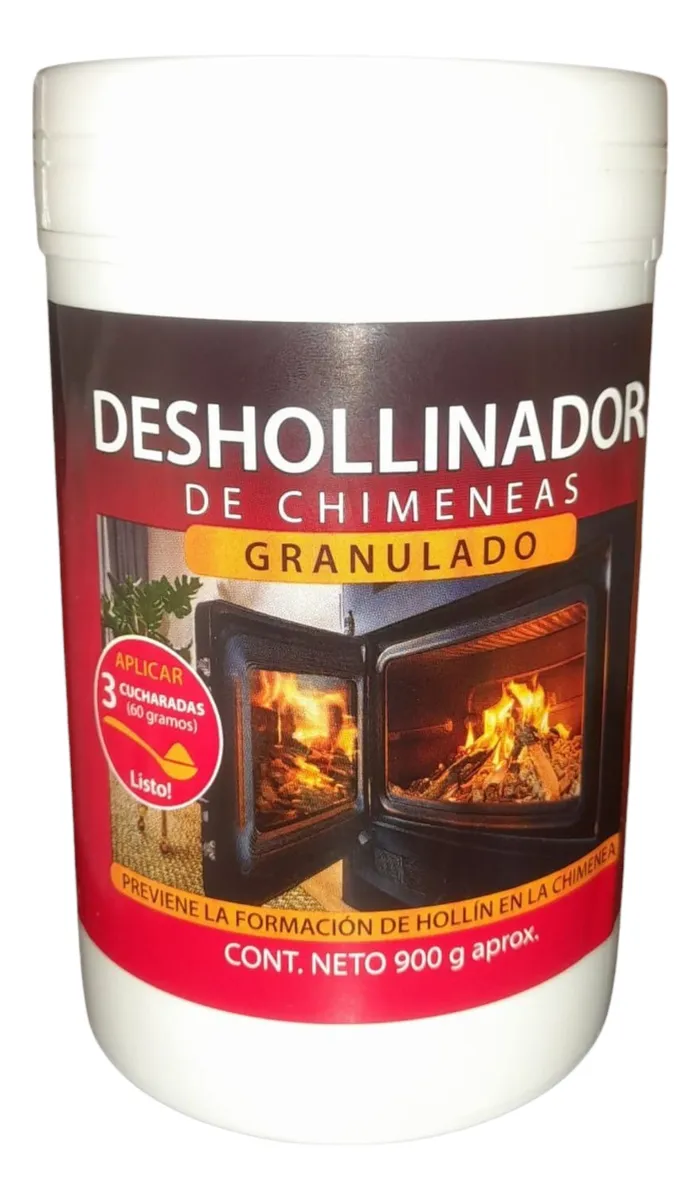 DESHOLLINADOR
DE CHIMENEAS
GRANULADO
APLICAR
3 CUCHARADAS
(60 gramos)
Listo!
PREVIENE LA FORMACIÓN DE HOLLÍN EN LA CHIMENEA
CONT. NETO 900 g aprox.